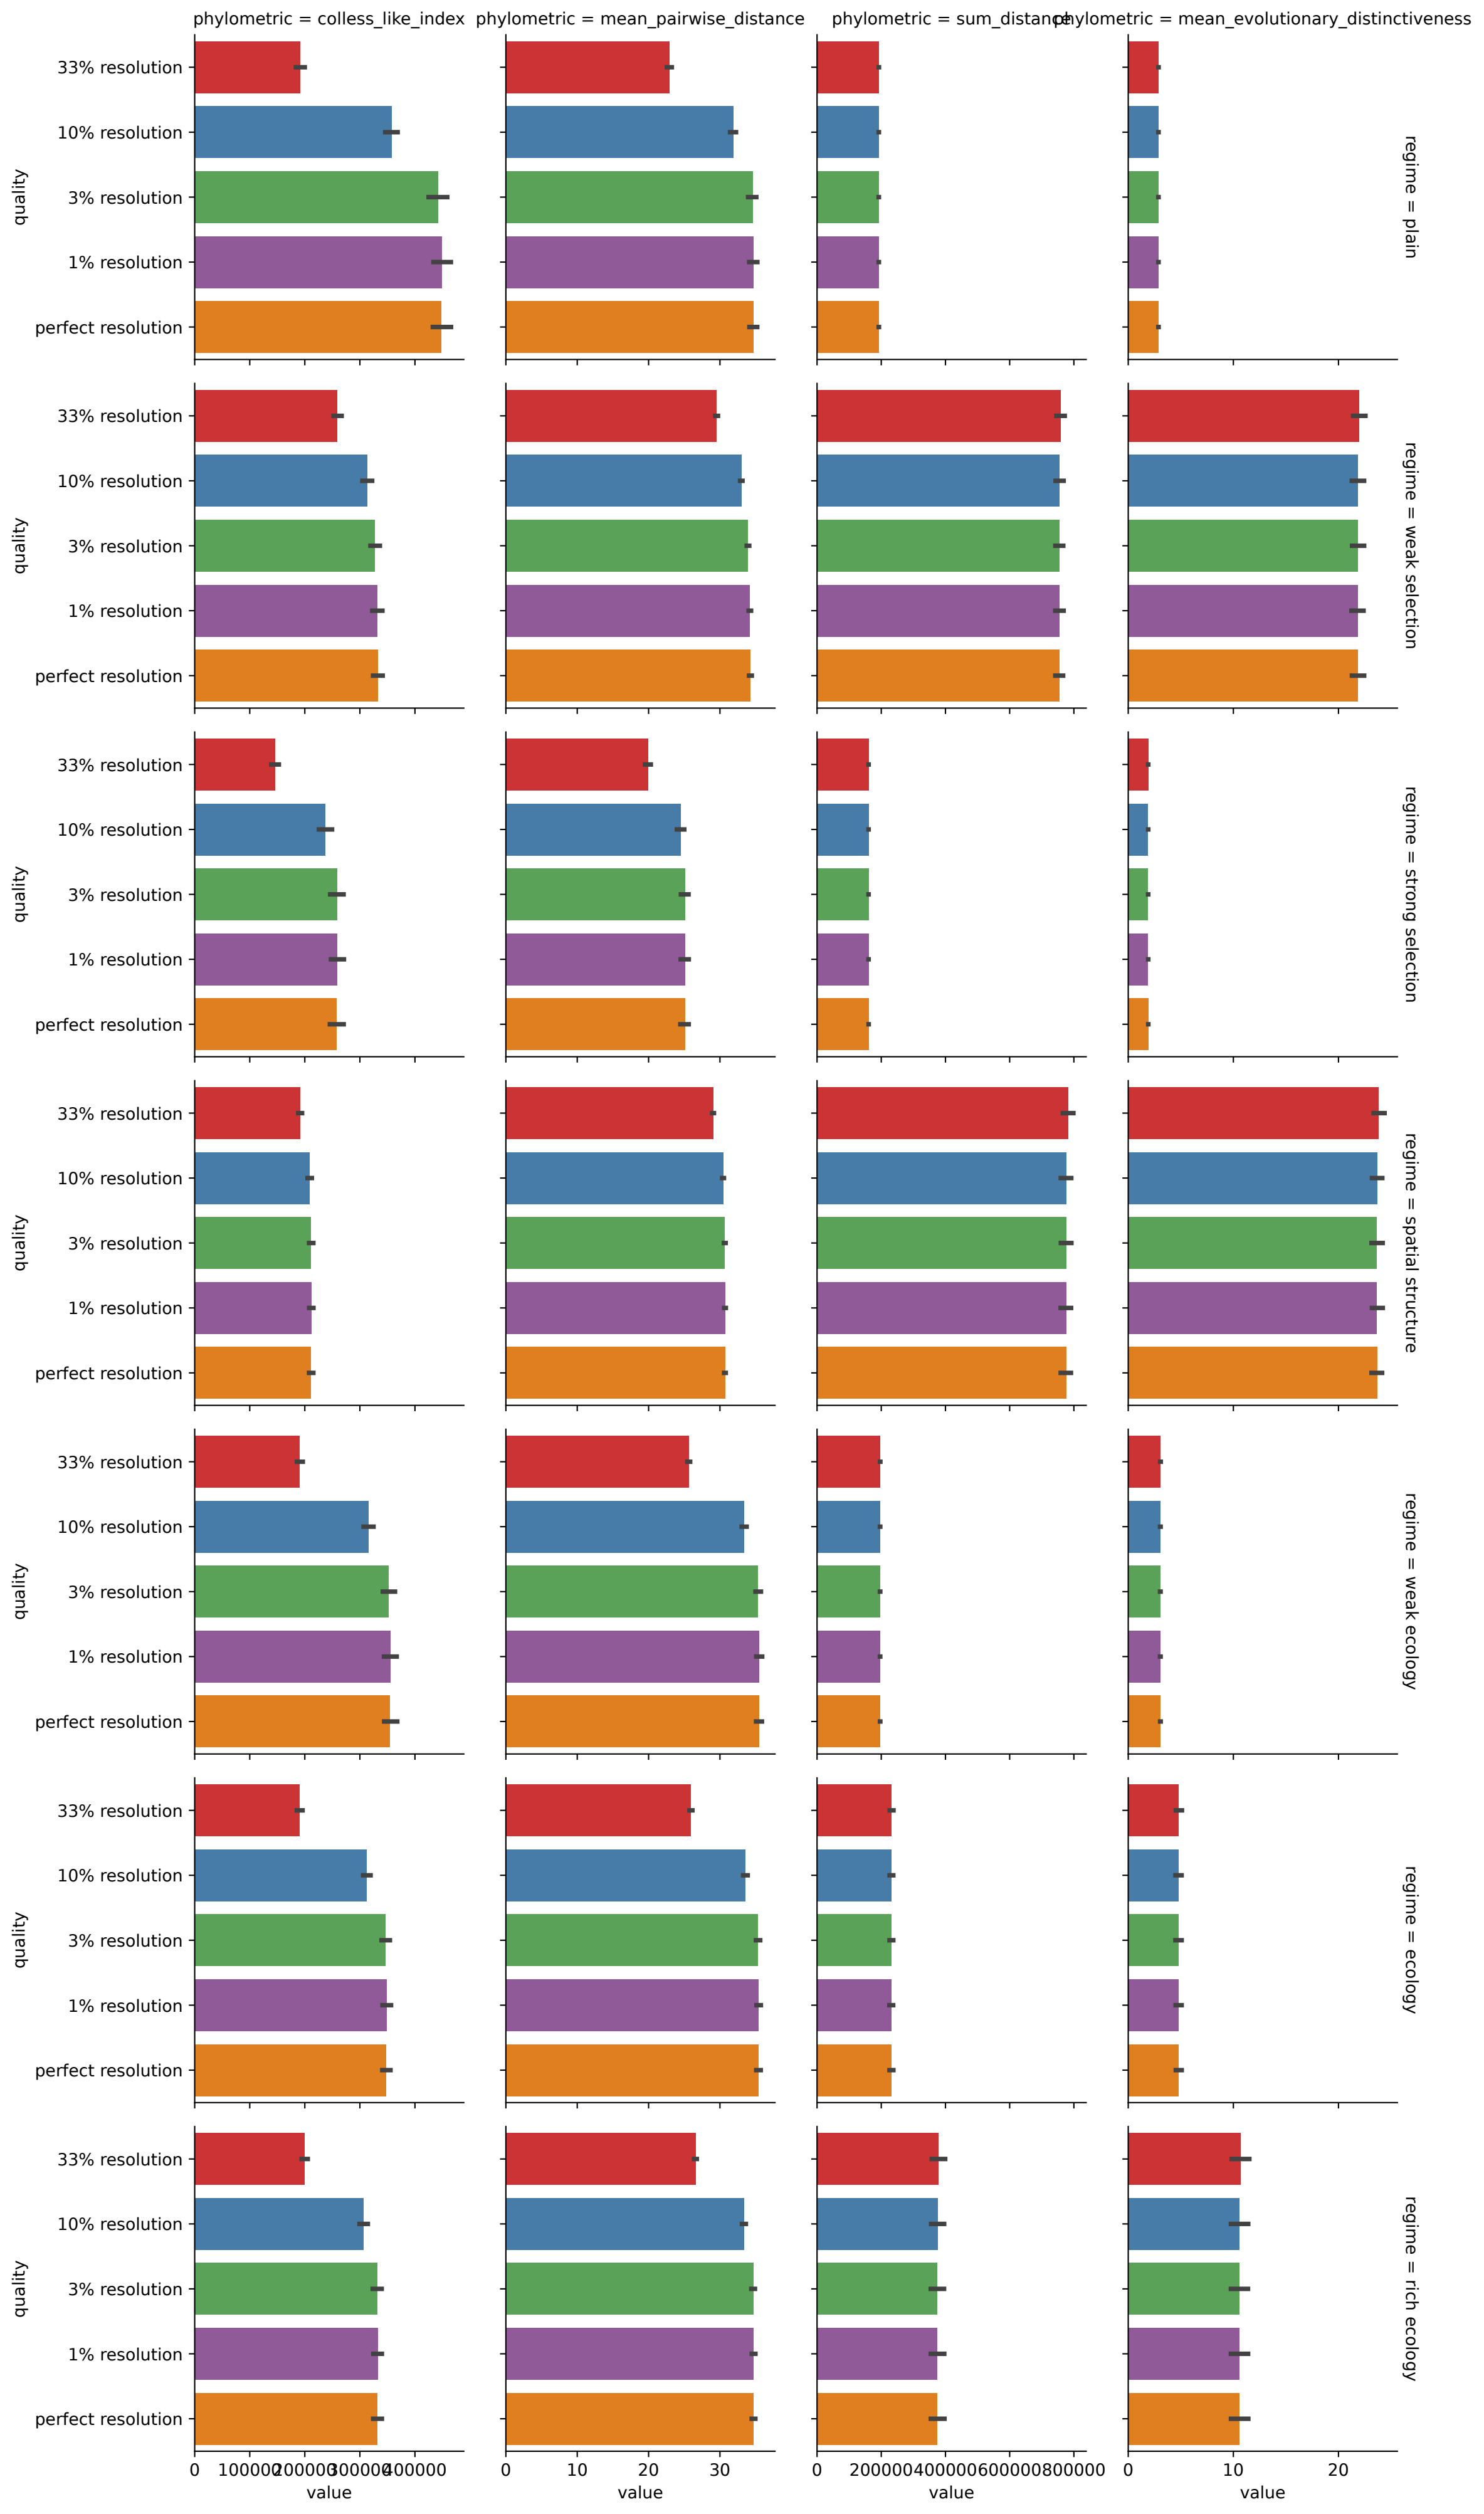 phylometric = colless_like_index
phylometric = mean_pairwise_distance
phylometric = sum_distance
phylometric = mean_evolutionary_distinctiveness
quality
33% resolution
10% resolution
3% resolution
1% resolution
perfect resolution
regime = plain
quality
33% resolution
10% resolution
3% resolution
1% resolution
perfect resolution
regime = weak selection
quality
33% resolution
10% resolution
3% resolution
1% resolution
perfect resolution
regime = strong selection
quality
33% resolution
10% resolution
3% resolution
1% resolution
perfect resolution
regime = spatial structure
quality
33% resolution
10% resolution
3% resolution
1% resolution
perfect resolution
regime = weak ecology
quality
33% resolution
10% resolution
3% resolution
1% resolution
perfect resolution
regime = ecology
quality
33% resolution
10% resolution
3% resolution
1% resolution
perfect resolution
regime = rich ecology
0 100000 200000 300000 400000
value
0 10 20 30
value
0 200000 400000 600000 800000
value
0 10 20
value